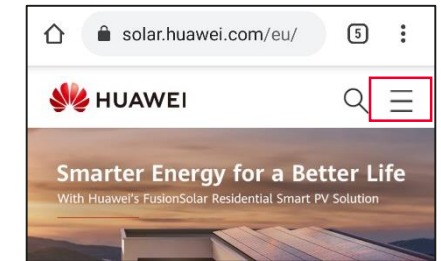 solar.huawei.com/eu/
5
HUAWEI
Smarter Energy for a Better Life
With Huawei's FusionSolar Residential Smart PV Solution